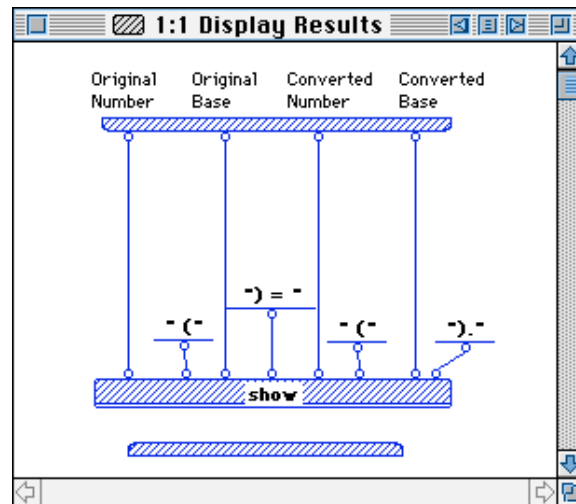 1:1 Display Results
Original Number
Original Base
Converted Number
Converted Base
") = "
" ("
" ("
")."
show